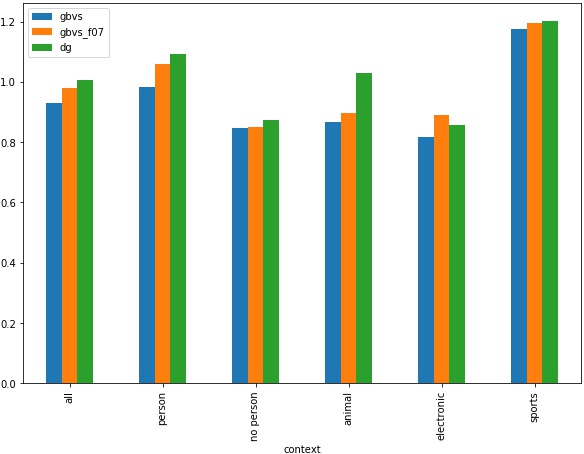 gbvs
gbvs_f07
dg
1.2
1.0
0.8
0.6
0.4
0.2
0.0
all
person
no person
animal
electronic
sports
context